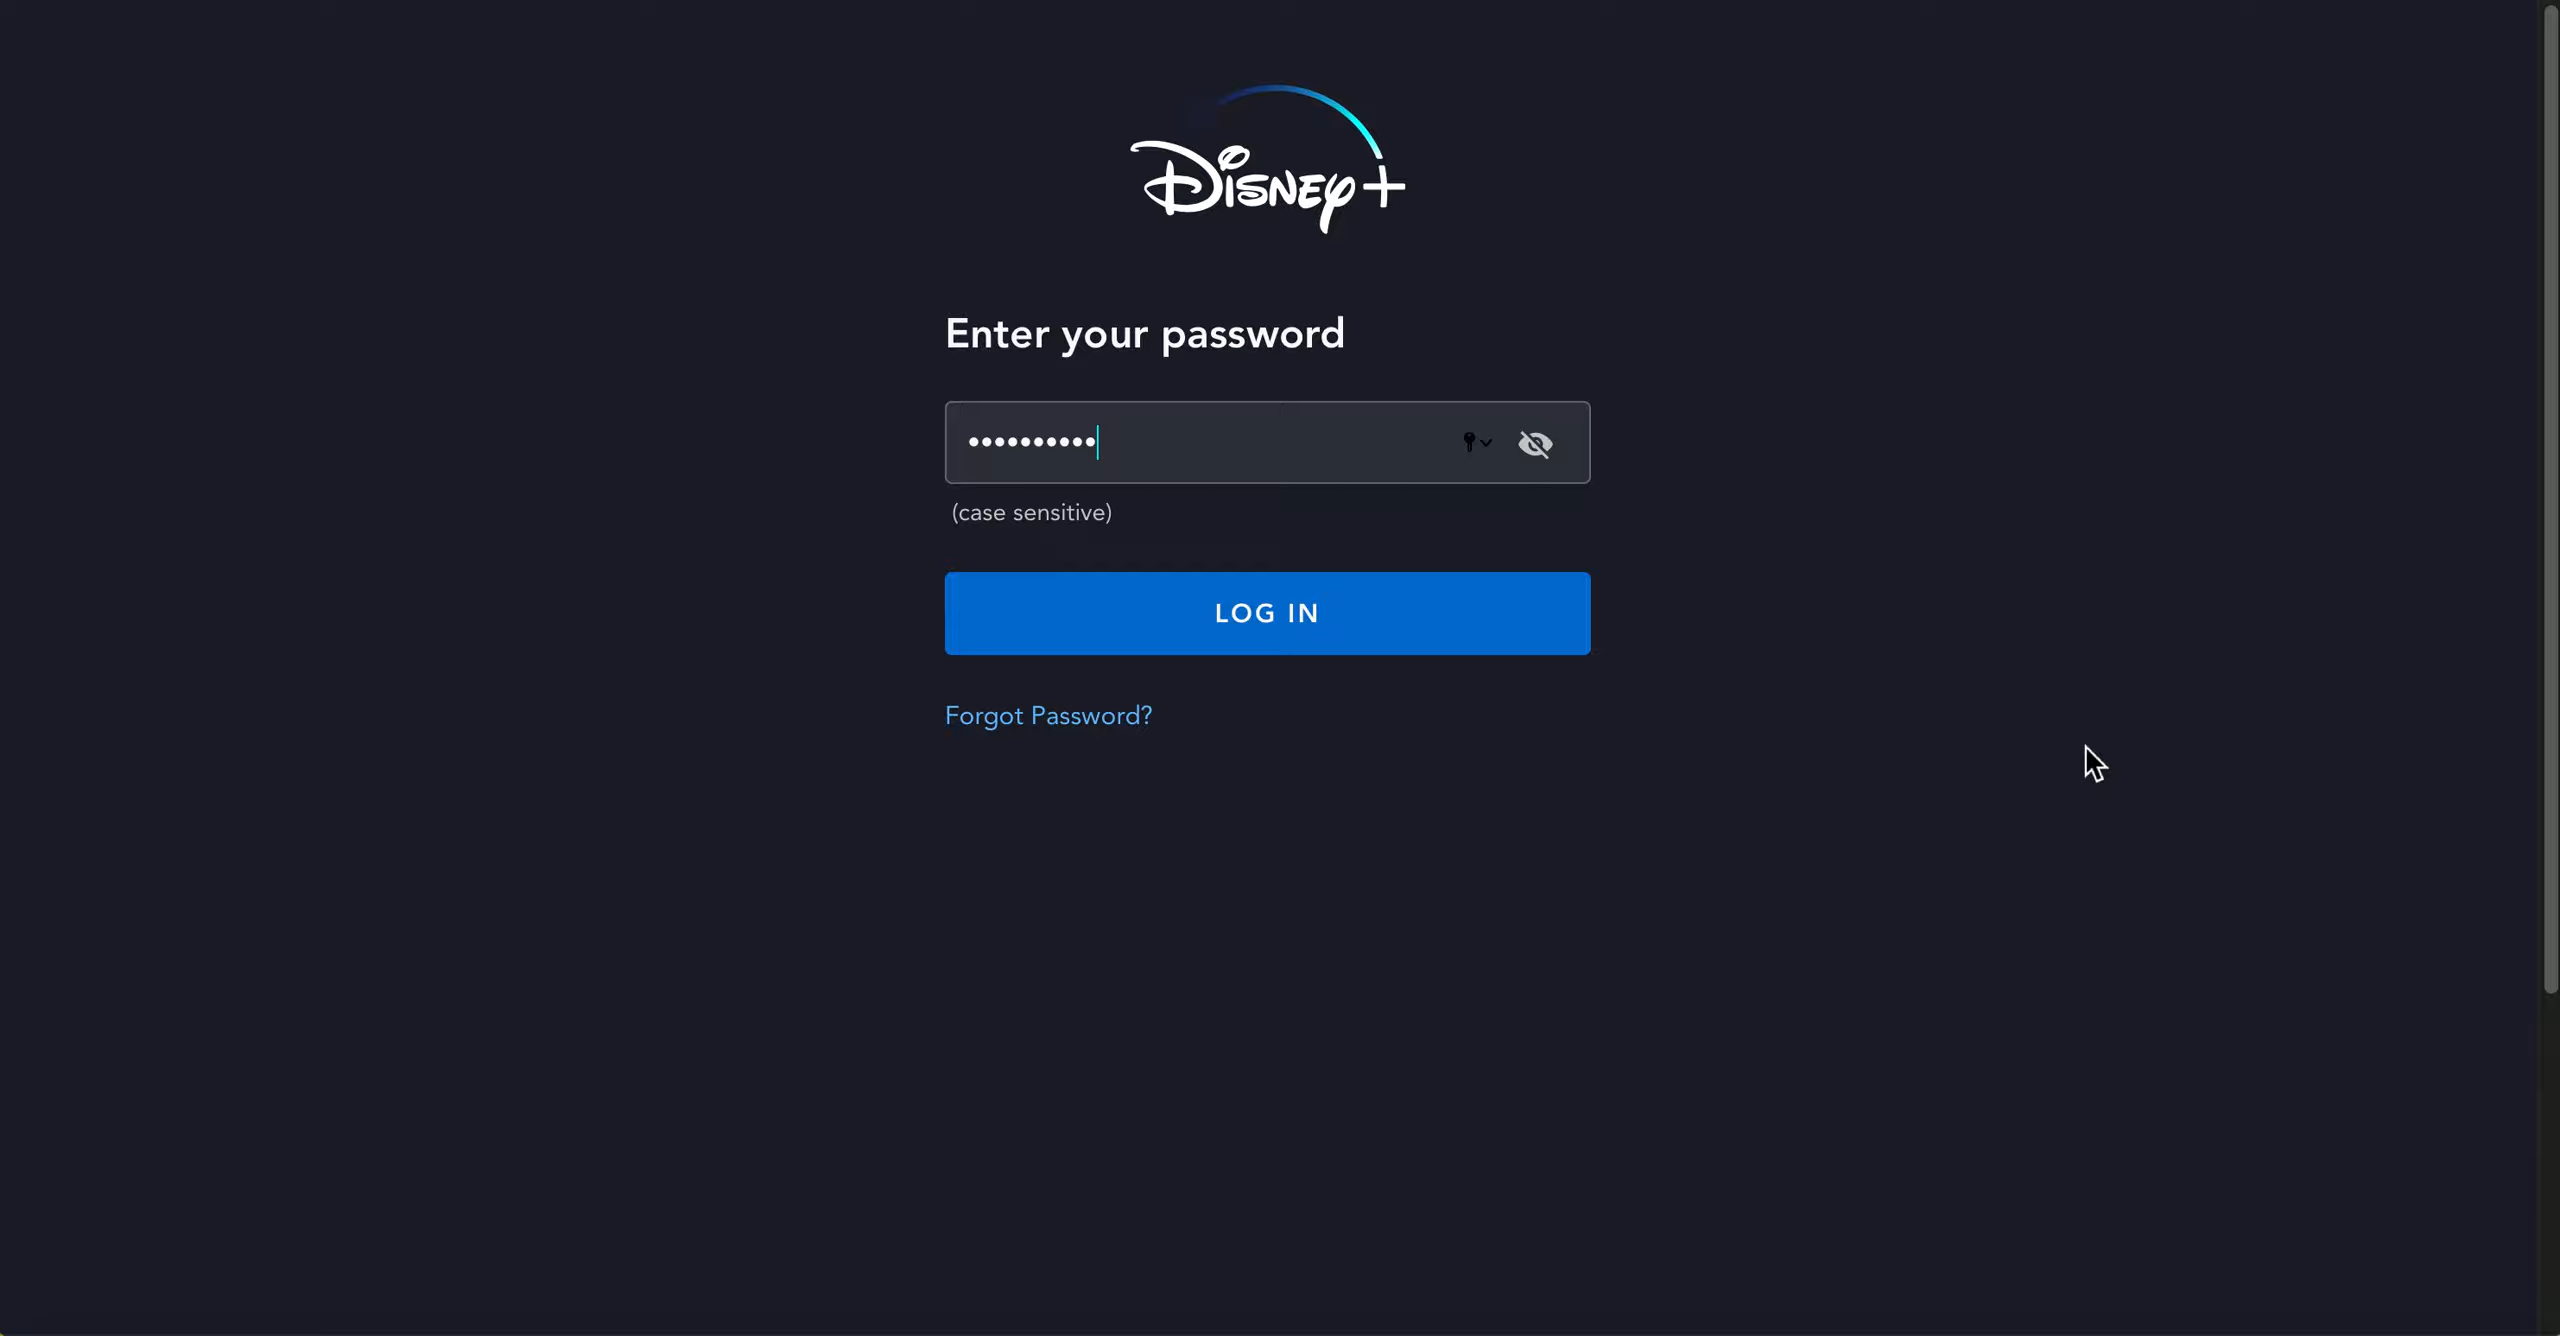 Disney+
Enter your password
••••••••••
(case sensitive)
LOG IN
Forgot Password?